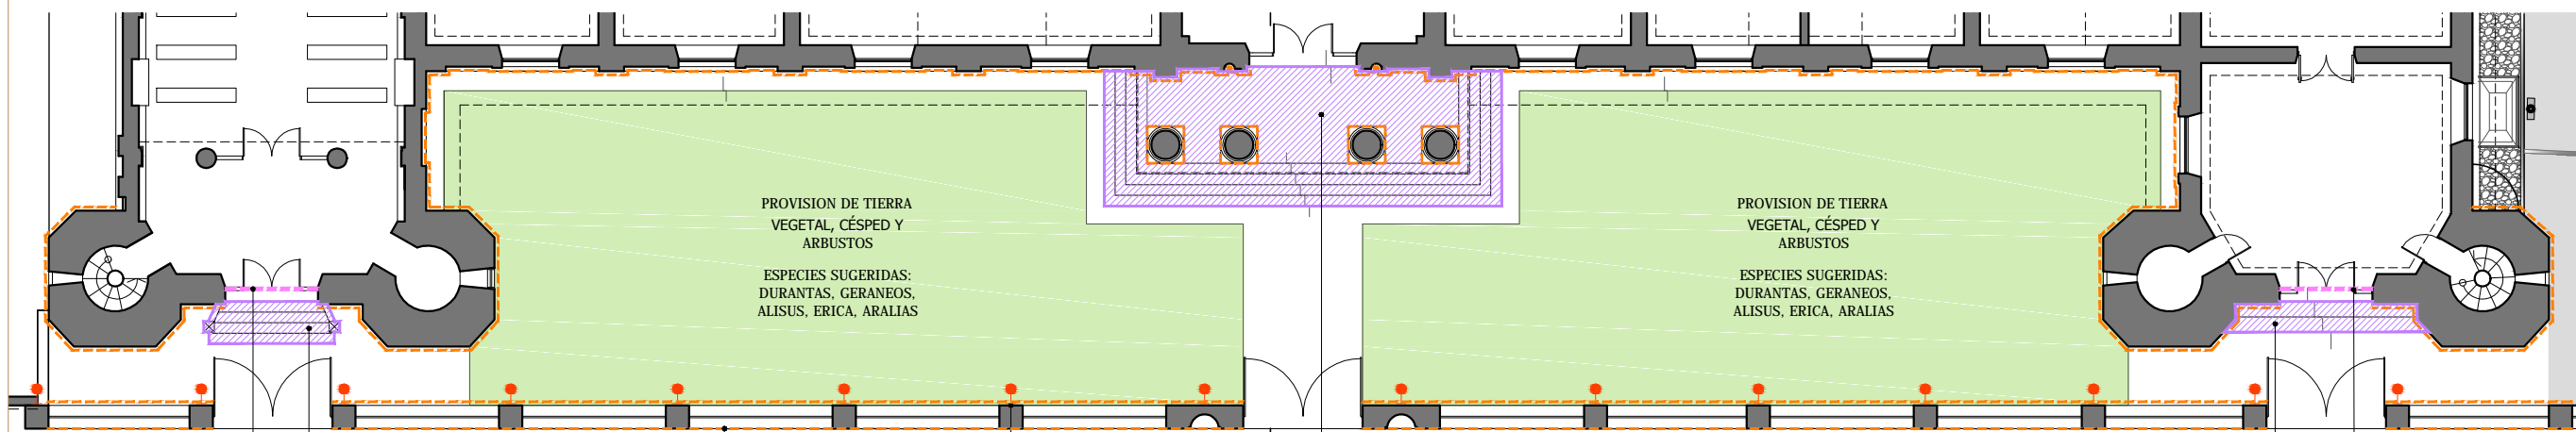 PROVISION DE TIERRA
VEGETAL, CÉSPED Y
ARBUSTOS
ESPECIES SUGERIDAS:
DURANTAS, GERANEOS,
ALISUS, ERICA, ARALIAS
PROVISION DE TIERRA
VEGETAL, CÉSPED Y
ARBUSTOS
ESPECIES SUGERIDAS:
DURANTAS, GERANEOS,
ALISUS, ERICA, ARALIAS